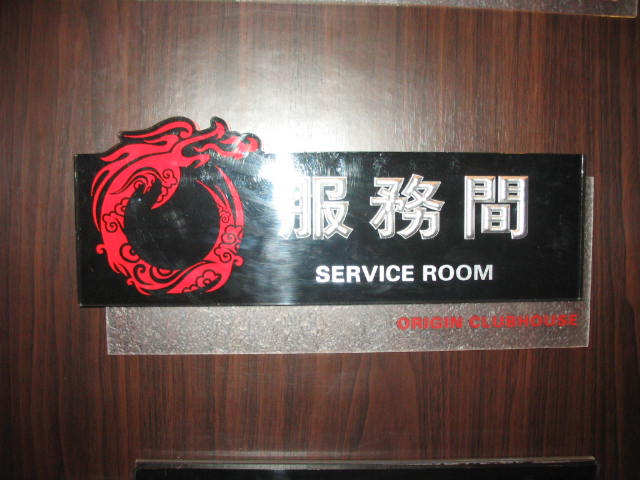 服務間
SERVICE ROOM
ORIGIN CLUBHOUSE